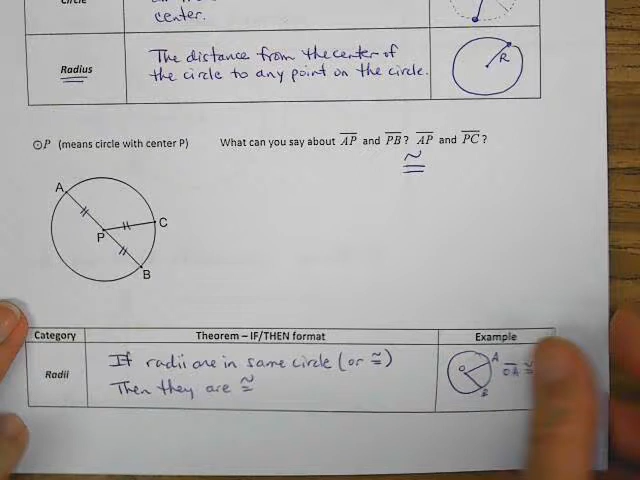 Circle
center.
Radius
The distance from the center of
the circle to any point on the circle.
R
⊙P (means circle with center P)
What can you say about AP and PB? AP and PC?
≅
A
C
P
B
Category
Theorem – IF/THEN format
Example
Radii
If radii are in same circle (or ≅)
Then they are ≅
A
O
B
OA ≅